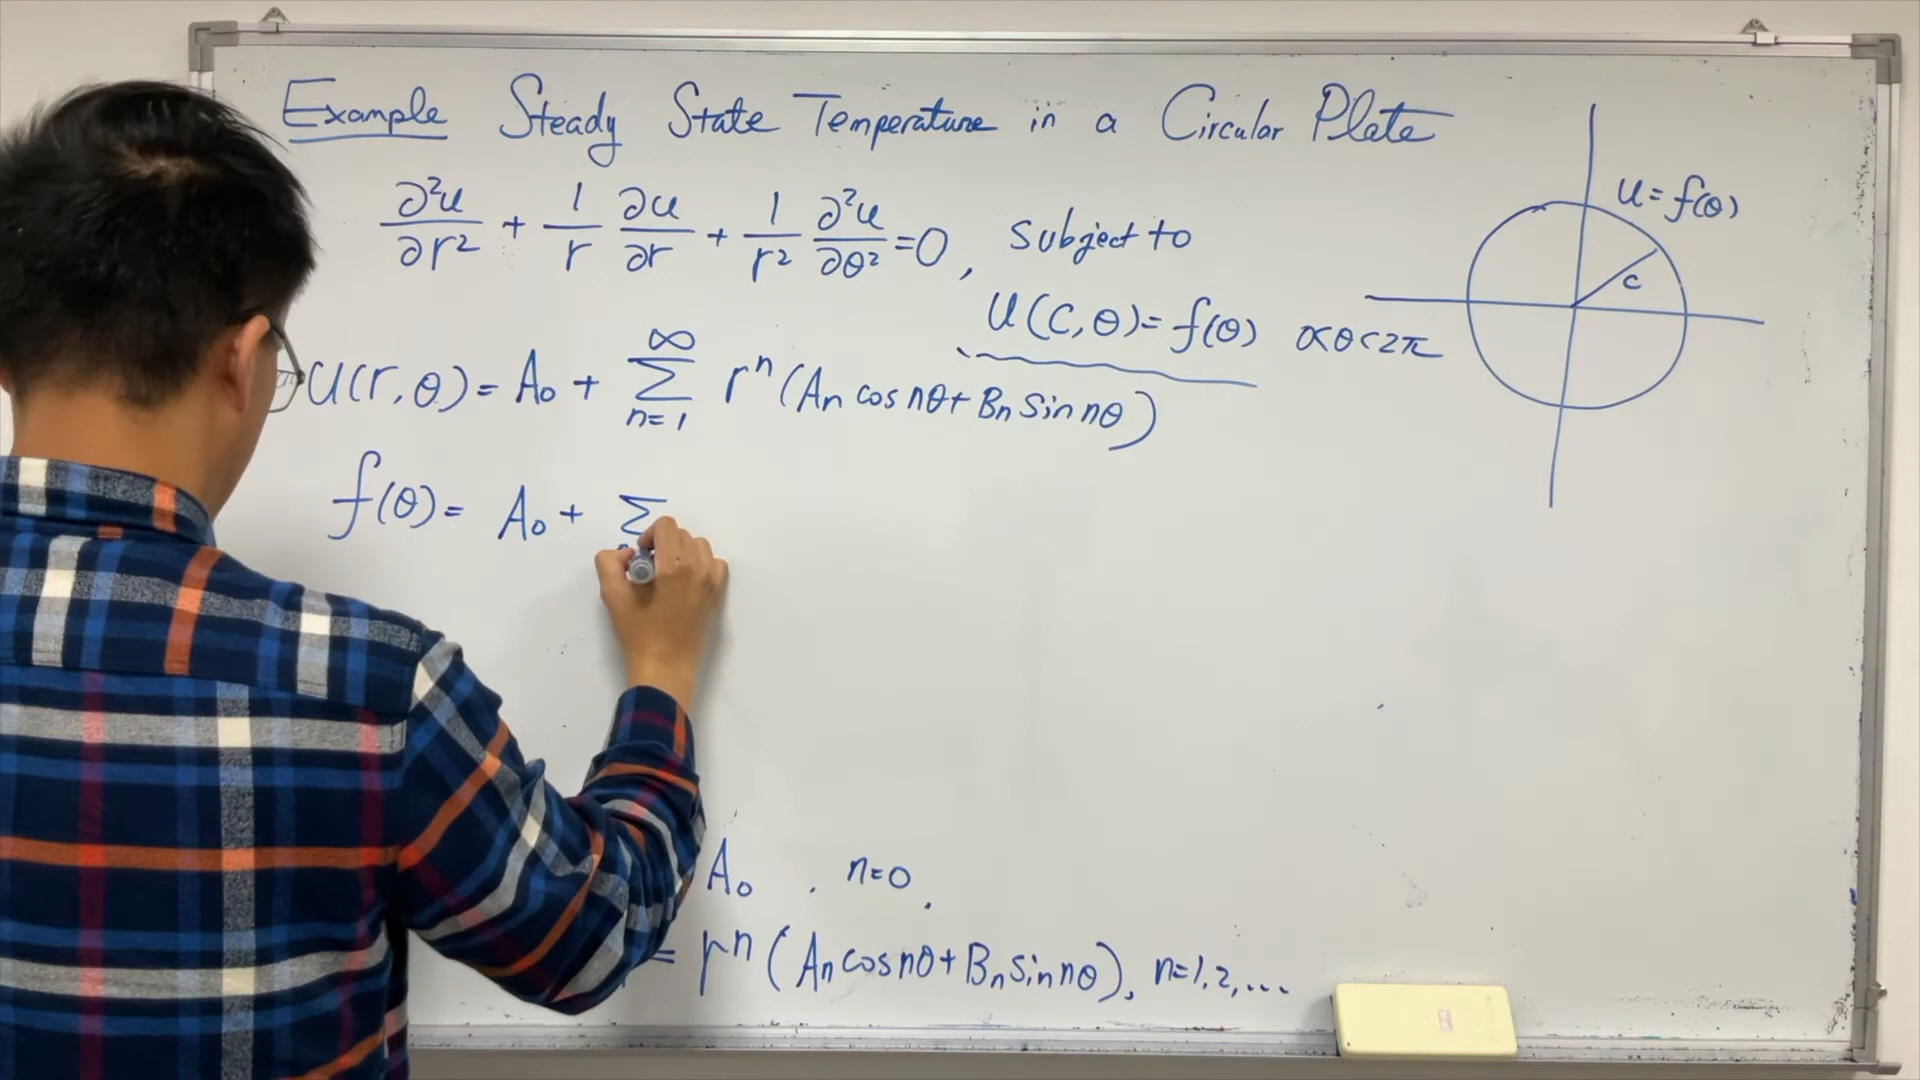 Example Steady State Temperature in a Circular Plate
∂²u/∂r² + 1/r ∂u/∂r + 1/r² ∂²u/∂θ² = 0, subject to
u = f(θ)
c
u(c, θ) = f(θ) 0<θ<2π
u(r, θ) = A₀ + ∑_{n=1}^{∞} rⁿ (Aₙ cos nθ + Bₙ sin nθ)
f(θ) = A₀ + ∑
A₀ , n=0.
= rⁿ (Aₙ cos nθ + Bₙ sin nθ), n=1, 2, ...